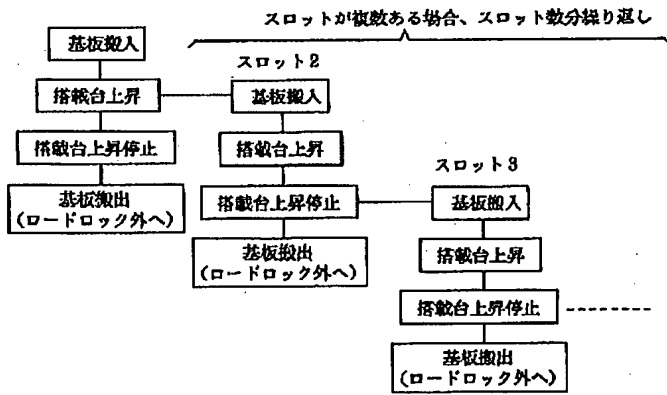 スロットが複数ある場合、スロット数分繰り返し
基板搬入
搭載台上昇
搭載台上昇停止
基板搬出
(ロードロック外へ)
スロット2
基板搬入
搭載台上昇
搭載台上昇停止
基板搬出
(ロードロック外へ)
スロット3
基板搬入
搭載台上昇
搭載台上昇停止
基板搬出
(ロードロック外へ)